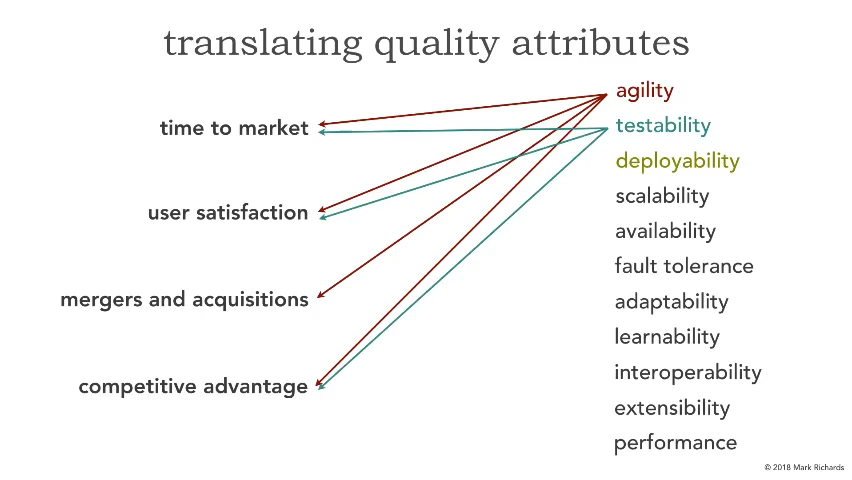 translating quality attributes
time to market
user satisfaction
mergers and acquisitions
competitive advantage
agility
testability
deployability
scalability
availability
fault tolerance
adaptability
learnability
interoperability
extensibility
performance
© 2018 Mark Richards